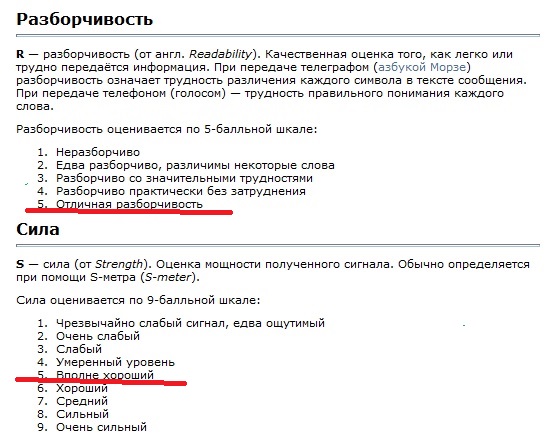 Разборчивость
R — разборчивость (от англ. Readability). Качественная оценка того, как легко или
трудно передаётся информация. При передаче телеграфом (азбукой Морзе)
разборчивость означает трудность различения каждого символа в тексте сообщения.
При передаче телефоном (голосом) — трудность правильного понимания каждого
слова.
Разборчивость оценивается по 5-балльной шкале:
1. Неразборчиво
2. Едва разборчиво, различимы некоторые слова
3. Разборчиво со значительными трудностями
4. Разборчиво практически без затруднения
5. Отличная разборчивость
Сила
S — сила (от Strength). Оценка мощности полученного сигнала. Обычно определяется
при помощи S-метра (S-meter).
Сила оценивается по 9-балльной шкале:
1. Чрезвычайно слабый сигнал, едва ощутимый
2. Очень слабый
3. Слабый
4. Умеренный уровень
5. Вполне хороший
6. Хороший
7. Средний
8. Сильный
9. Очень сильный